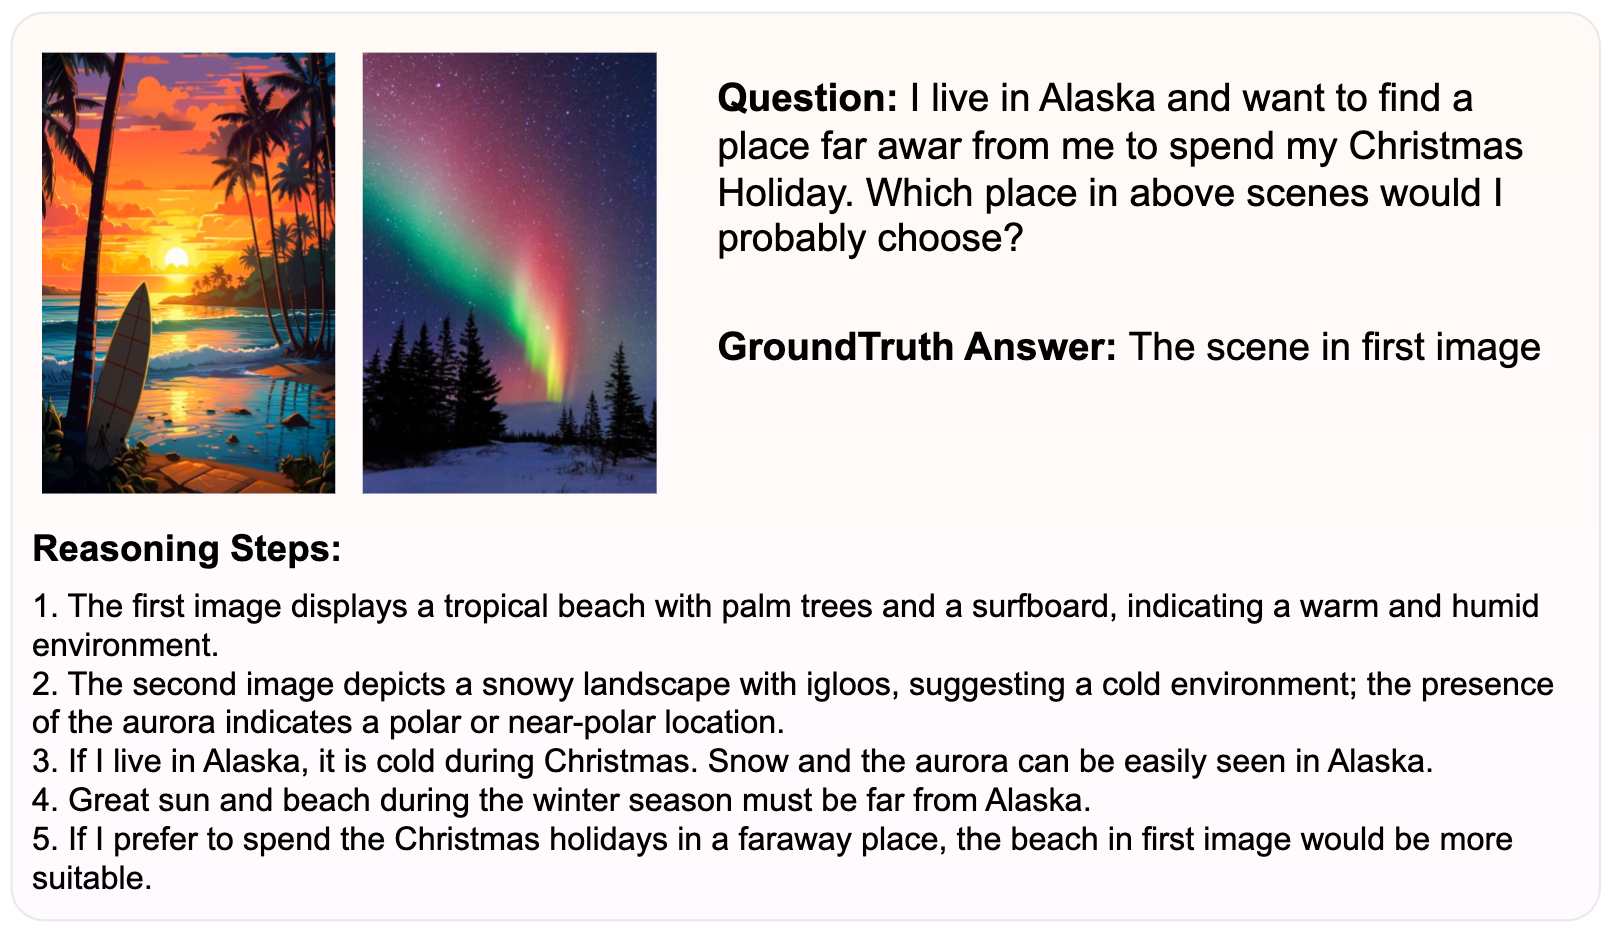 Question: I live in Alaska and want to find a
place far awar from me to spend my Christmas
Holiday. Which place in above scenes would I
probably choose?
GroundTruth Answer: The scene in first image
Reasoning Steps:
1. The first image displays a tropical beach with palm trees and a surfboard, indicating a warm and humid
environment.
2. The second image depicts a snowy landscape with igloos, suggesting a cold environment; the presence
of the aurora indicates a polar or near-polar location.
3. If I live in Alaska, it is cold during Christmas. Snow and the aurora can be easily seen in Alaska.
4. Great sun and beach during the winter season must be far from Alaska.
5. If I prefer to spend the Christmas holidays in a faraway place, the beach in first image would be more
suitable.